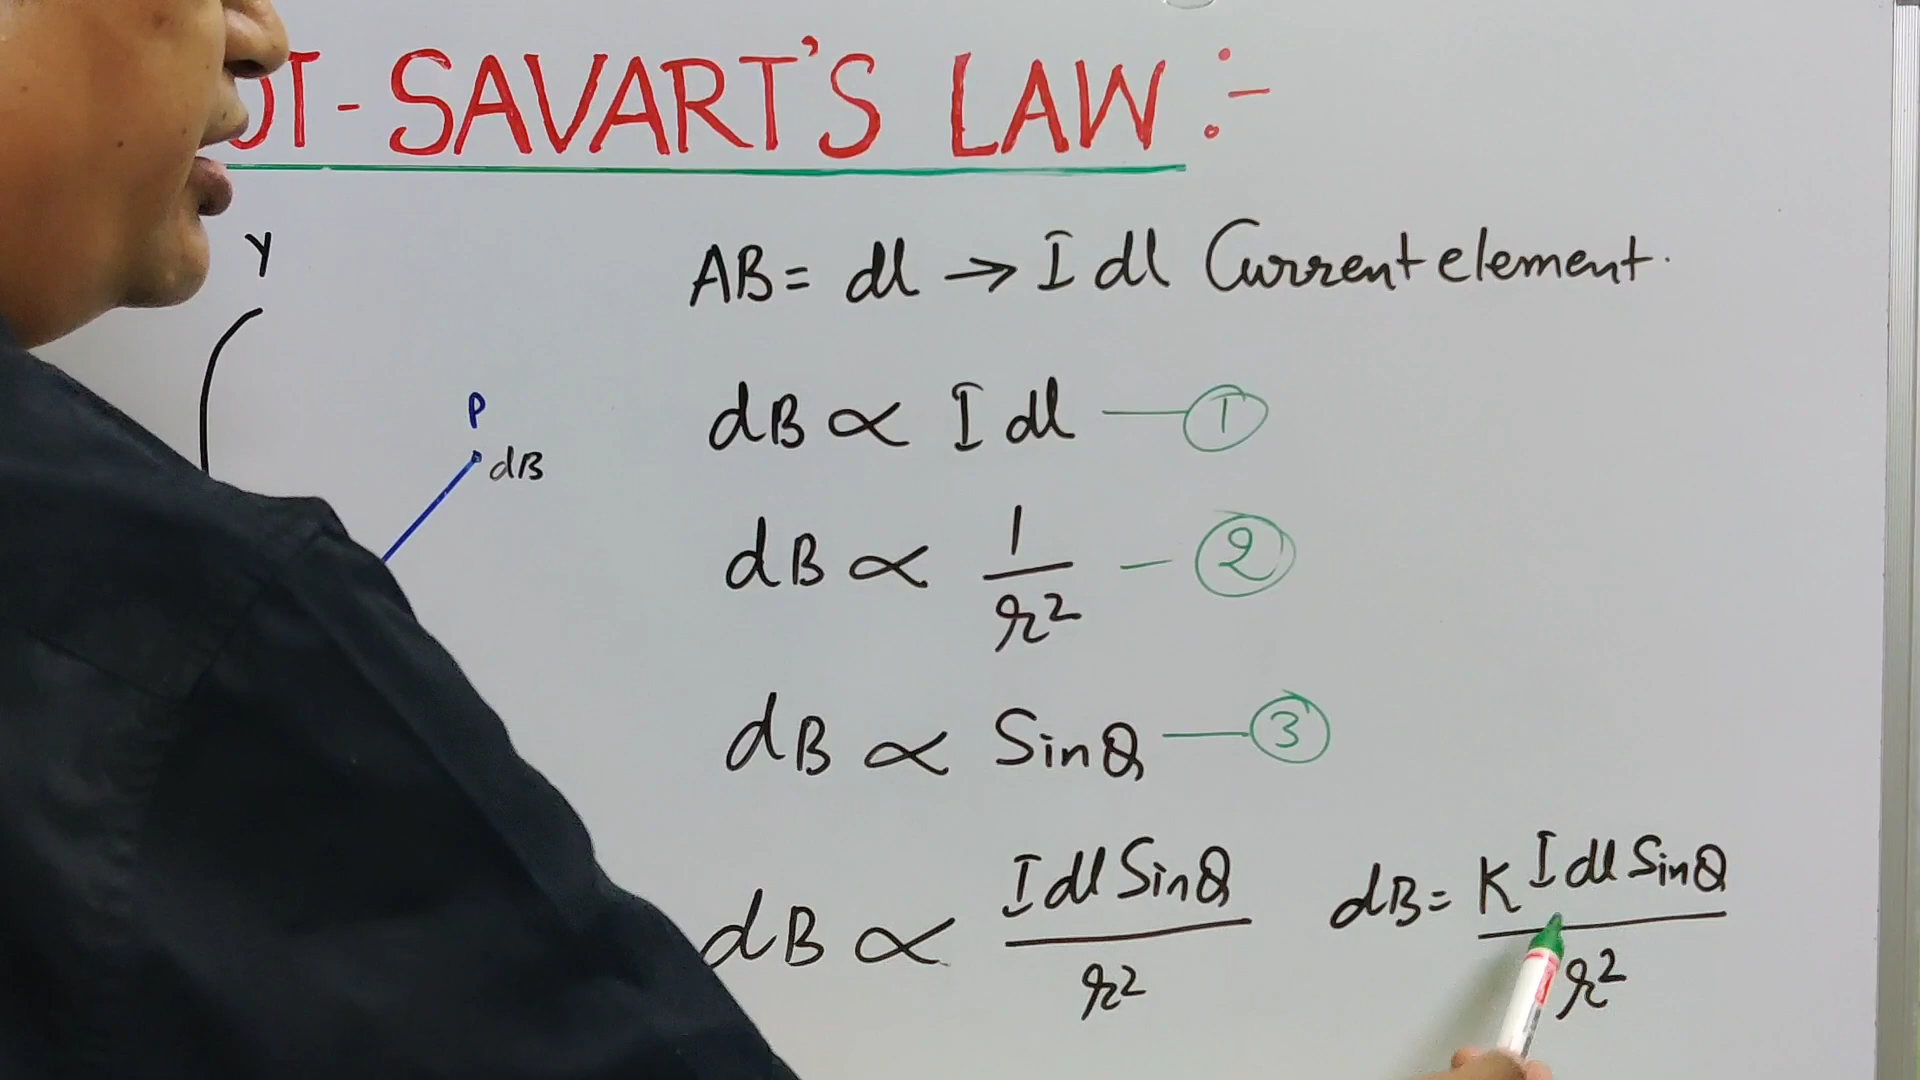 OT-SAVART'S LAW :-
Y
AB = dl → I dl Current element.
P
dB
dB ∝ I dl — ①
dB ∝ 1/r² — ②
dB ∝ Sinθ — ③
dB ∝ I dl Sinθ / r²
dB = K I dl Sinθ / r²